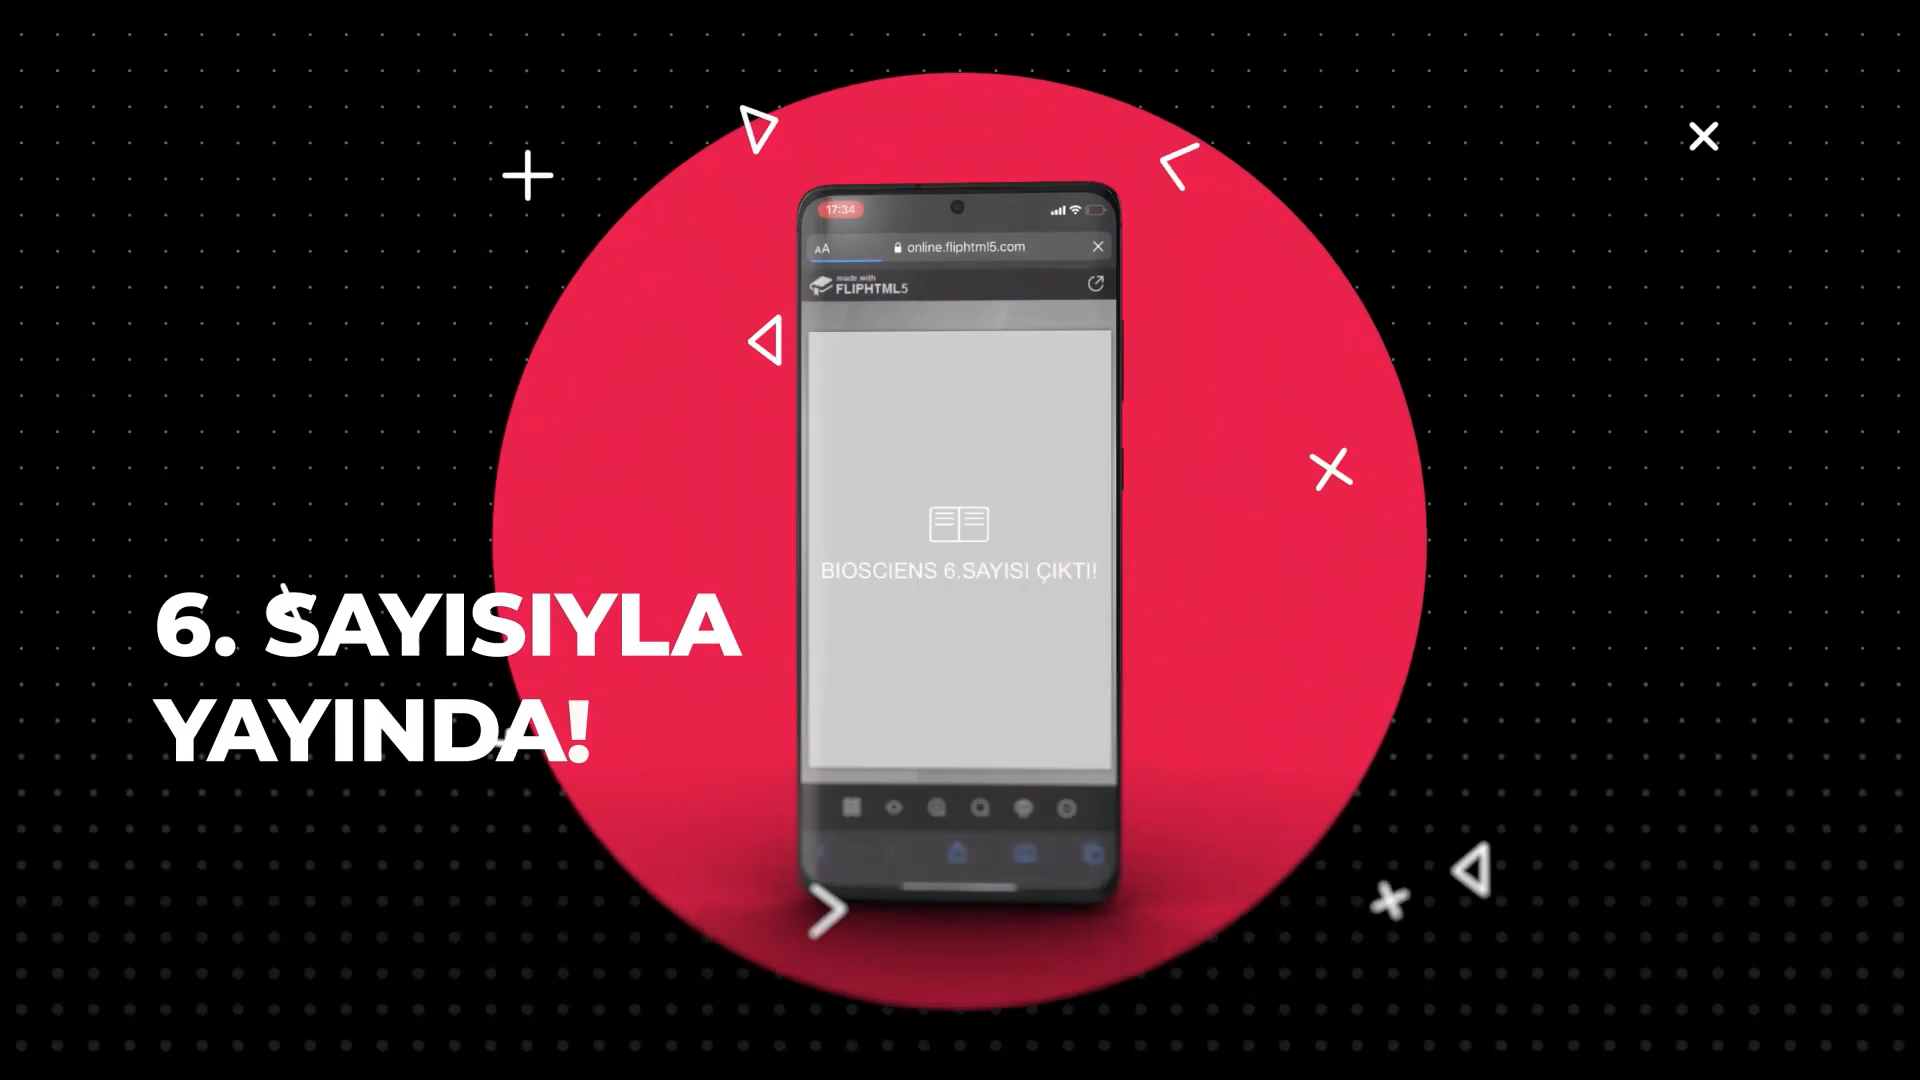 17:34
AA online.fliphtml5.com
made with
FLIPHTML5
BIOSCIENS 6.SAYISI ÇIKTI!
6. SAYISIYLA
YAYINDA!